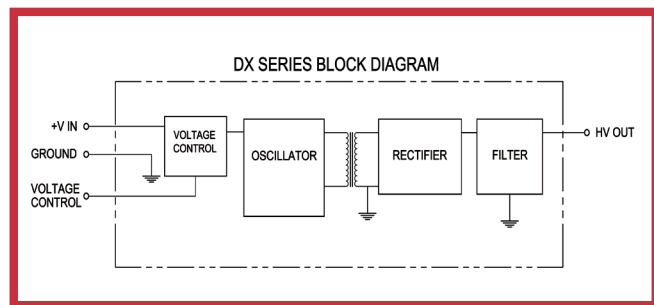 DX SERIES BLOCK DIAGRAM
+V IN
GROUND
VOLTAGE
CONTROL
VOLTAGE
CONTROL
OSCILLATOR
RECTIFIER
FILTER
HV OUT